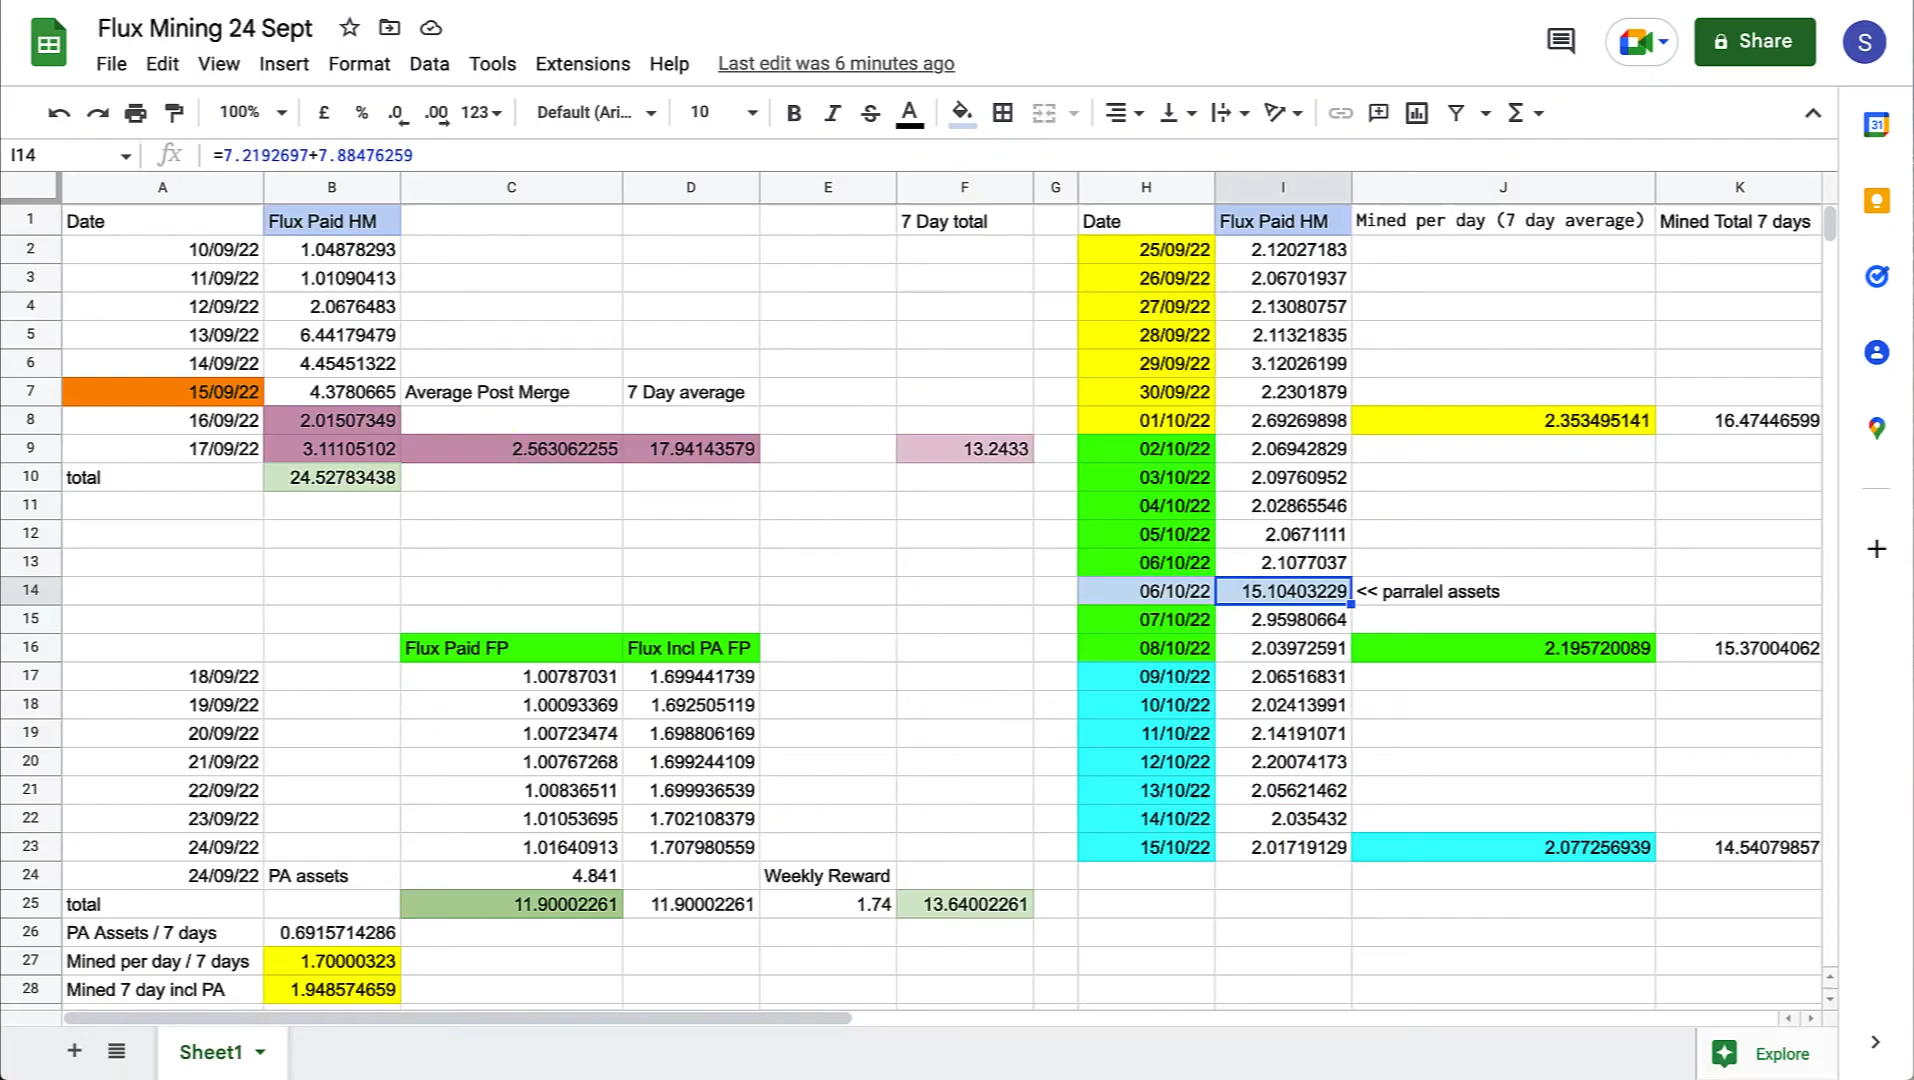 Flux Mining 24 Sept
Share
S
File Edit View Insert Format Data Tools Extensions Help Last edit was 6 minutes ago
100% £ % .0 .00 123 Default (Ari... 10 B I S A Σ
I14 fx =7.2192697+7.88476259
31
A B C D E F G H I J K
1 Date Flux Paid HM 7 Day total Date Flux Paid HM Mined per day (7 day average) Mined Total 7 days
2 10/09/22 1.04878293 25/09/22 2.12027183
3 11/09/22 1.01090413 26/09/22 2.06701937
4 12/09/22 2.0676483 27/09/22 2.13080757
5 13/09/22 6.44179479 28/09/22 2.11321835
6 14/09/22 4.45451322 29/09/22 3.12026199
7 15/09/22 4.3780665 Average Post Merge 7 Day average 30/09/22 2.2301879
8 16/09/22 2.01507349 01/10/22 2.69269898 2.353495141 16.47446599
9 17/09/22 3.11105102 2.563062255 17.94143579 13.2433 02/10/22 2.06942829
10 total 24.52783438 03/10/22 2.09760952
11 04/10/22 2.02865546
12 05/10/22 2.0671111
13 06/10/22 2.1077037
14 06/10/22 15.10403229 << parralel assets
15 07/10/22 2.95980664
16 Flux Paid FP Flux Incl PA FP 08/10/22 2.03972591 2.195720089 15.37004062
17 18/09/22 1.00787031 1.699441739 09/10/22 2.06516831
18 19/09/22 1.00093369 1.692505119 10/10/22 2.02413991
19 20/09/22 1.00723474 1.698806169 11/10/22 2.14191071
20 21/09/22 1.00767268 1.699244109 12/10/22 2.20074173
21 22/09/22 1.00836511 1.699936539 13/10/22 2.05621462
22 23/09/22 1.01053695 1.702108379 14/10/22 2.035432
23 24/09/22 1.01640913 1.707980559 15/10/22 2.01719129 2.077256939 14.54079857
24 24/09/22 PA assets 4.841 Weekly Reward
25 total 11.90002261 11.90002261 1.74 13.64002261
26 PA Assets / 7 days 0.6915714286
27 Mined per day / 7 days 1.70000323
28 Mined 7 day incl PA 1.948574659
Sheet1
Explore